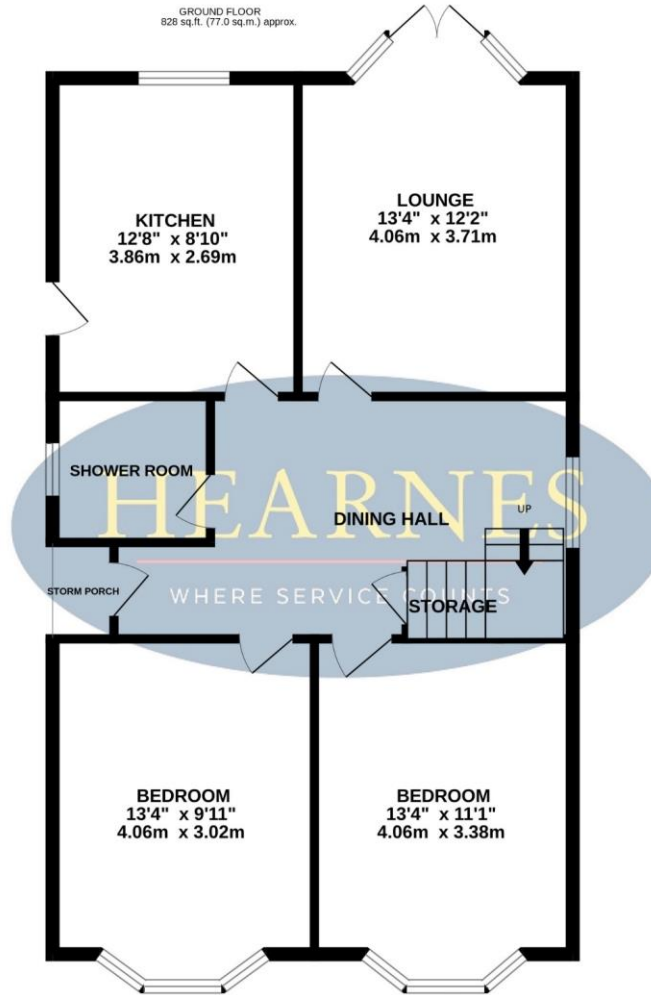 GROUND FLOOR
828 sq.ft. (77.0 sq.m.) approx.
KITCHEN
12'8" x 8'10"
3.86m x 2.69m
LOUNGE
13'4" x 12'2"
4.06m x 3.71m
SHOWER ROOM
HEARNES
UP
DINING HALL
STORM PORCH
WHERE SERVICE COUNTS
STORAGE
BEDROOM
13'4" x 9'11"
4.06m x 3.02m
BEDROOM
13'4" x 11'1"
4.06m x 3.38m